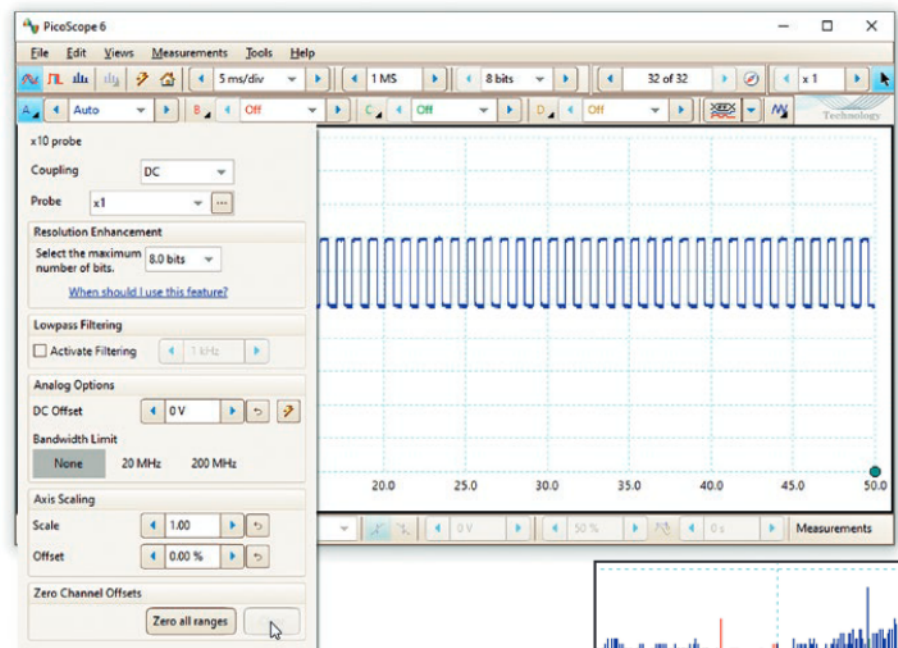 PicoScope 6
File Edit Views Measurements Tools Help
5 ms/div 1 MS 8 bits 32 of 32 x 1
A Auto B Off C Off D Off Technology
x10 probe
Coupling DC
Probe x1 ...
Resolution Enhancement
Select the maximum number of bits. 8.0 bits
When should I use this feature?
Lowpass Filtering
Activate Filtering 1 kHz
Analog Options
DC Offset 0 V
Bandwidth Limit
None 20 MHz 200 MHz
20.0 25.0 30.0 35.0 40.0 45.0 50.0
Axis Scaling
Scale 1.00
0 V 50 % 0 s Measurements
Offset 0.00 %
Zero Channel Offsets
Zero all ranges